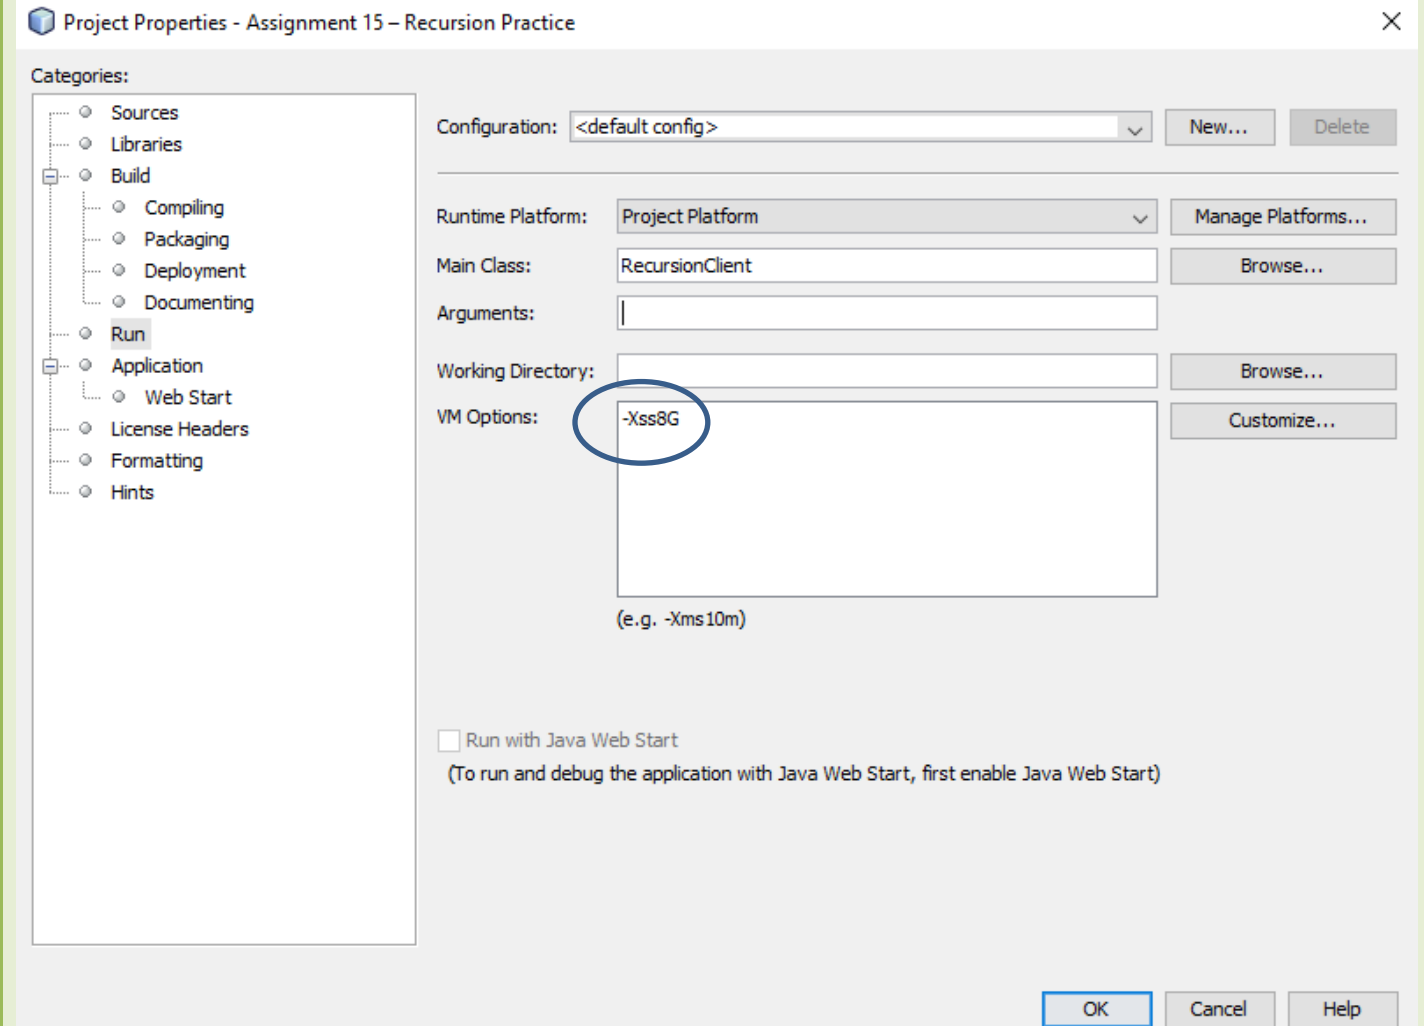 Project Properties - Assignment 15 – Recursion Practice
Categories:
Sources
Libraries
Build
Compiling
Packaging
Deployment
Documenting
Run
Application
Web Start
License Headers
Formatting
Hints
Configuration: <default config> New... Delete
Runtime Platform: Project Platform Manage Platforms...
Main Class: RecursionClient Browse...
Arguments:
Working Directory: Browse...
VM Options: -Xss8G Customize...
(e.g. -Xms10m)
Run with Java Web Start
(To run and debug the application with Java Web Start, first enable Java Web Start)
OK Cancel Help